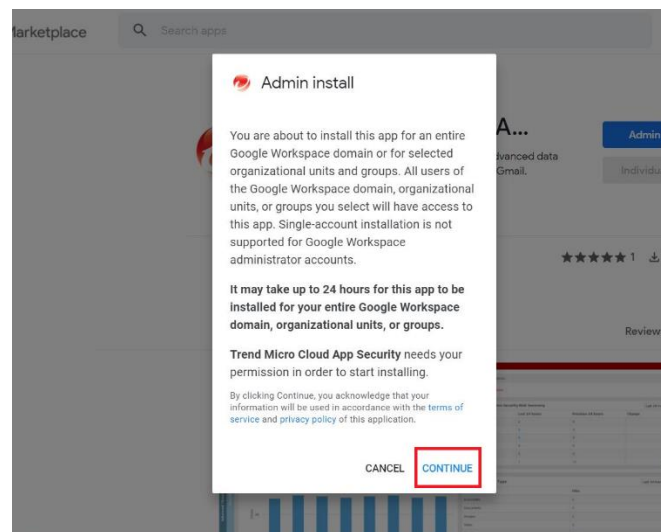 Marketplace
Search apps
Admin install
You are about to install this app for an entire
Google Workspace domain or for selected
organizational units and groups. All users of
the Google Workspace domain, organizational
units, or groups you select will have access to
this app. Single-account installation is not
supported for Google Workspace
administrator accounts.
It may take up to 24 hours for this app to be
installed for your entire Google Workspace
domain, organizational units, or groups.
Trend Micro Cloud App Security needs your
permission in order to start installing.
By clicking Continue, you acknowledge that your
information will be used in accordance with the terms of
service and privacy policy of this application.
CANCEL CONTINUE
A...
Admin
dvanced data
Gmail.
Individu
1
Review